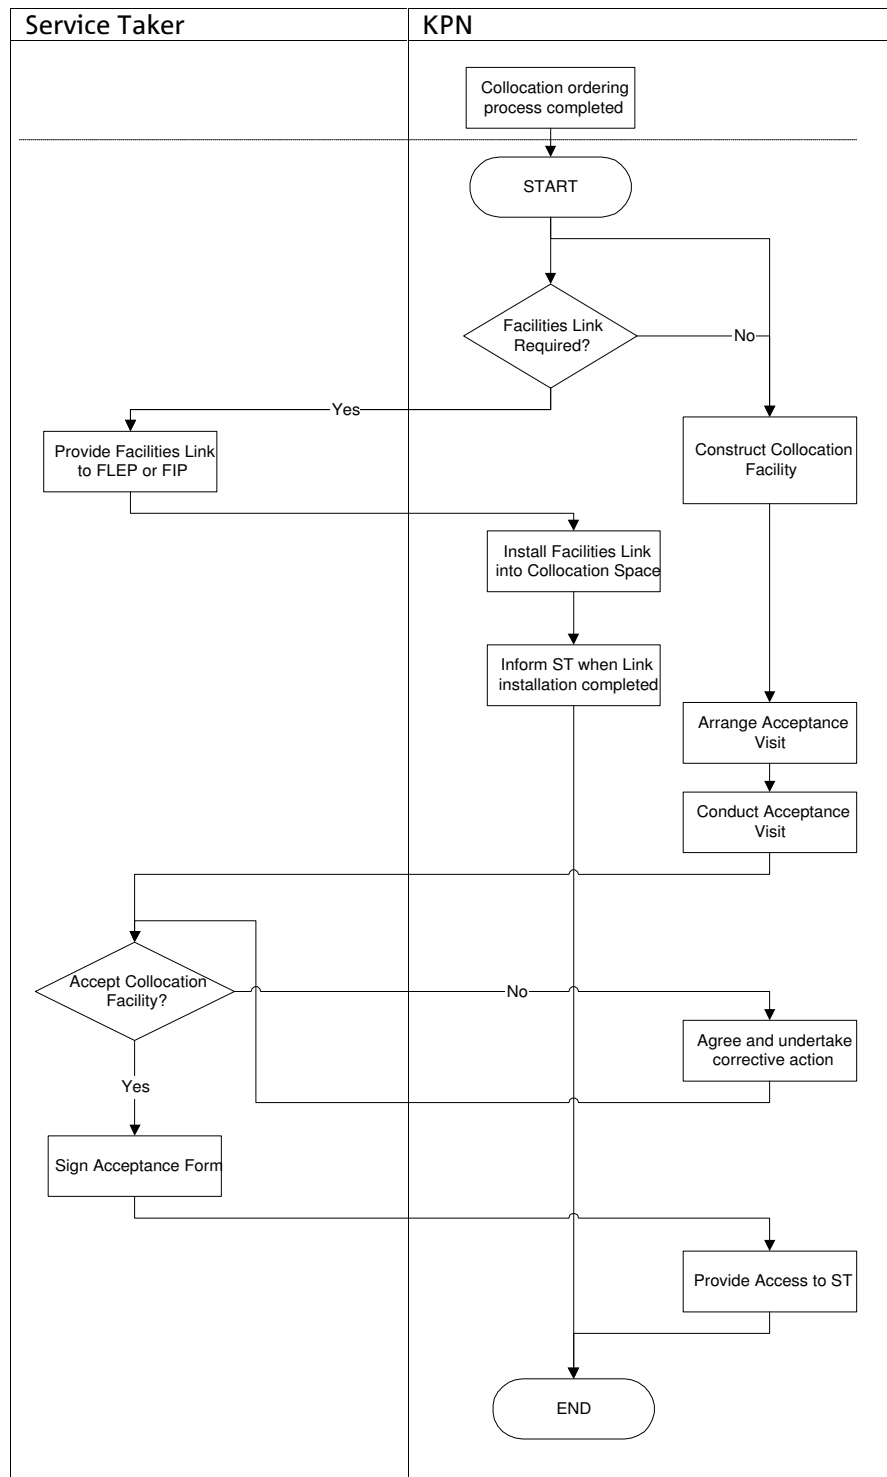 Service Taker
KPN
Collocation ordering
process completed
START
Facilities Link
Required?
No
Yes
Provide Facilities Link
to FLEP or FIP
Construct Collocation
Facility
Install Facilities Link
into Collocation Space
Inform ST when Link
installation completed
Arrange Acceptance
Visit
Conduct Acceptance
Visit
Accept Collocation
Facility?
No
Agree and undertake
corrective action
Yes
Sign Acceptance Form
Provide Access to ST
END